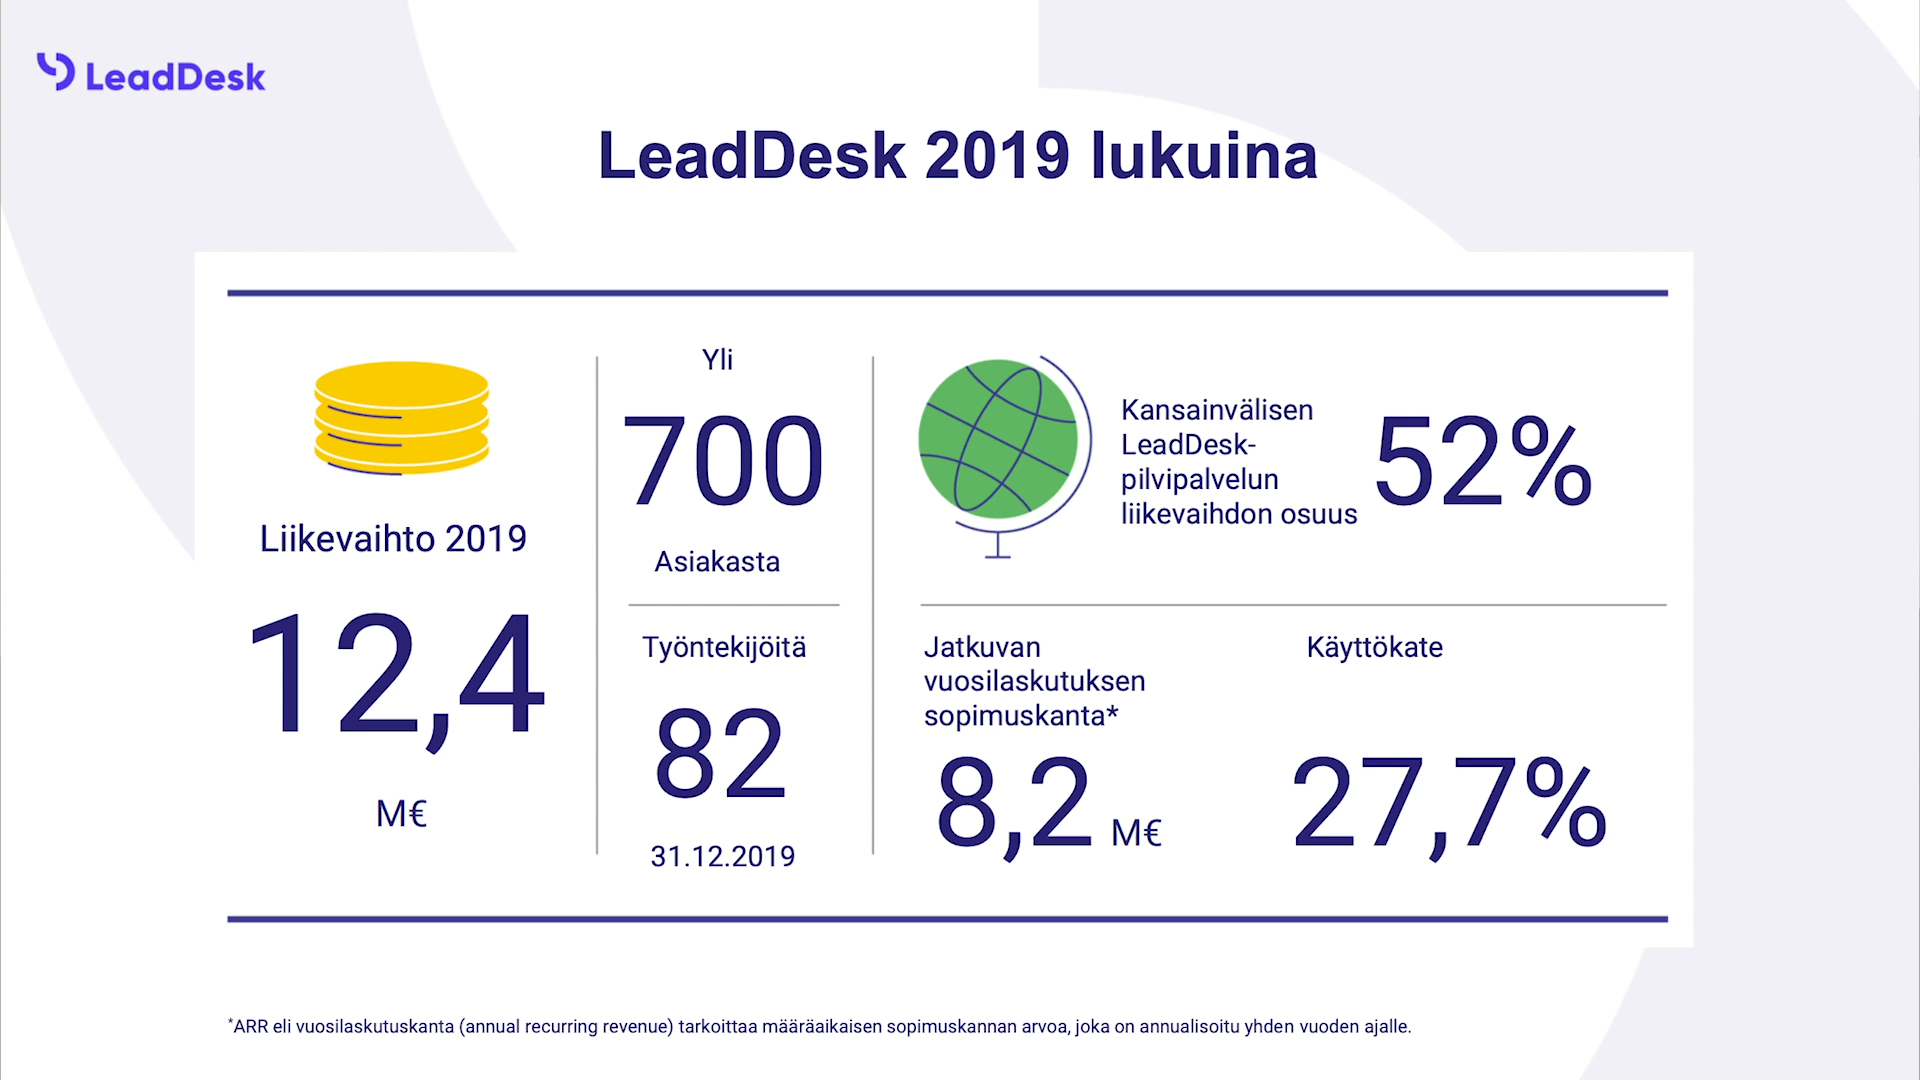 LeadDesk
LeadDesk 2019 lukuina
Liikevaihto 2019
12,4
M€
Yli
700
Asiakasta
Työntekijöitä
82
31.12.2019
Kansainvälisen
LeadDesk-
pilvipalvelun
liikevaihdon osuus
52%
Jatkuvan
vuosilaskutuksen
sopimuskanta*
8,2 M€
Käyttökate
27,7%
*ARR eli vuosilaskutuskanta (annual recurring revenue) tarkoittaa määräaikaisen sopimuskannan arvoa, joka on annualisoitu yhden vuoden ajalle.